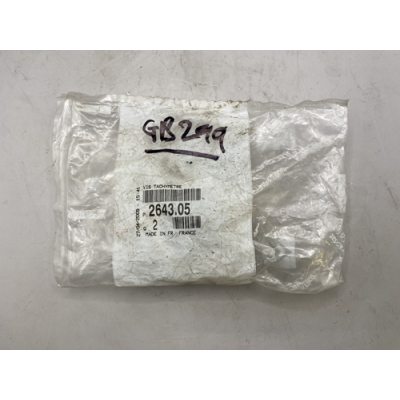 GB299
VIS TACHYMETRE
P. 2643.05
Q. 2
MADE IN FR/FRANCE